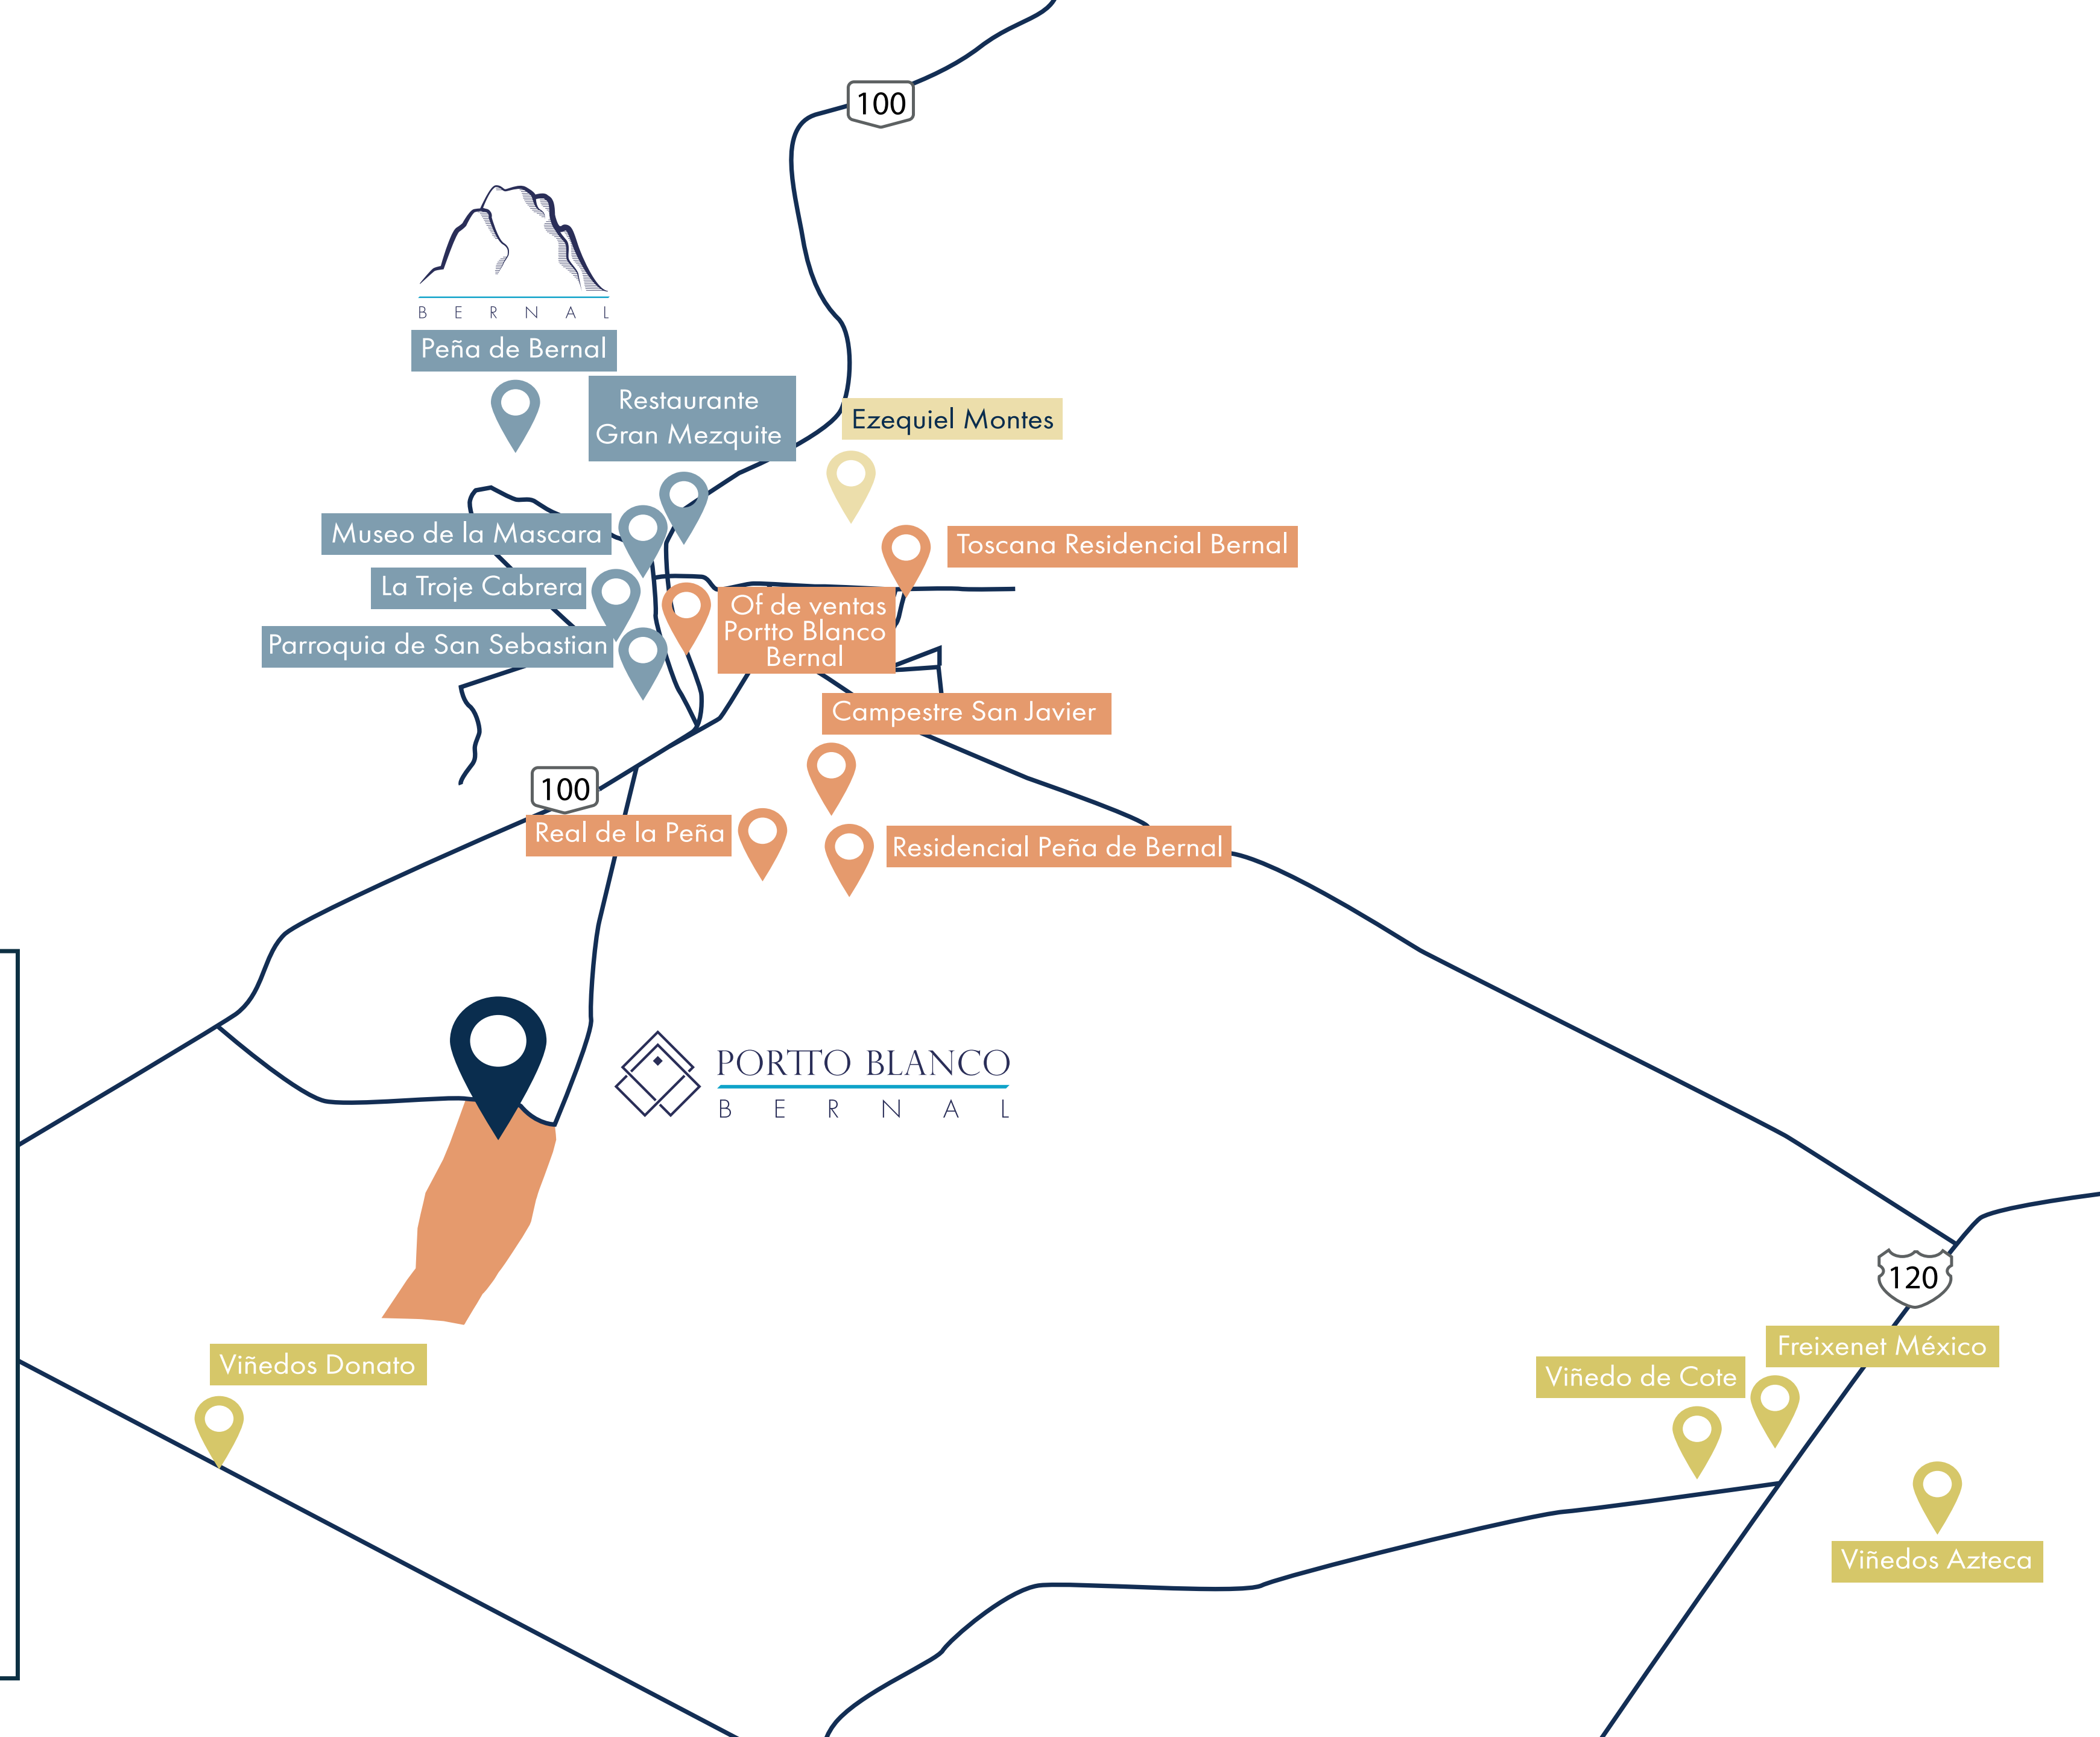 100
BERNAL
Peña de Bernal
Restaurante
Gran Mezquite
Ezequiel Montes
Museo de la Mascara
Toscana Residencial Bernal
La Troje Cabrera
Of de ventas
Portto Blanco
Bernal
Parroquia de San Sebastian
Campestre San Javier
100
Real de la Peña
Residencial Peña de Bernal
PORTTO BLANCO
BERNAL
120
Freixenet México
Viñedos Donato
Viñedo de Cote
Viñedos Azteca